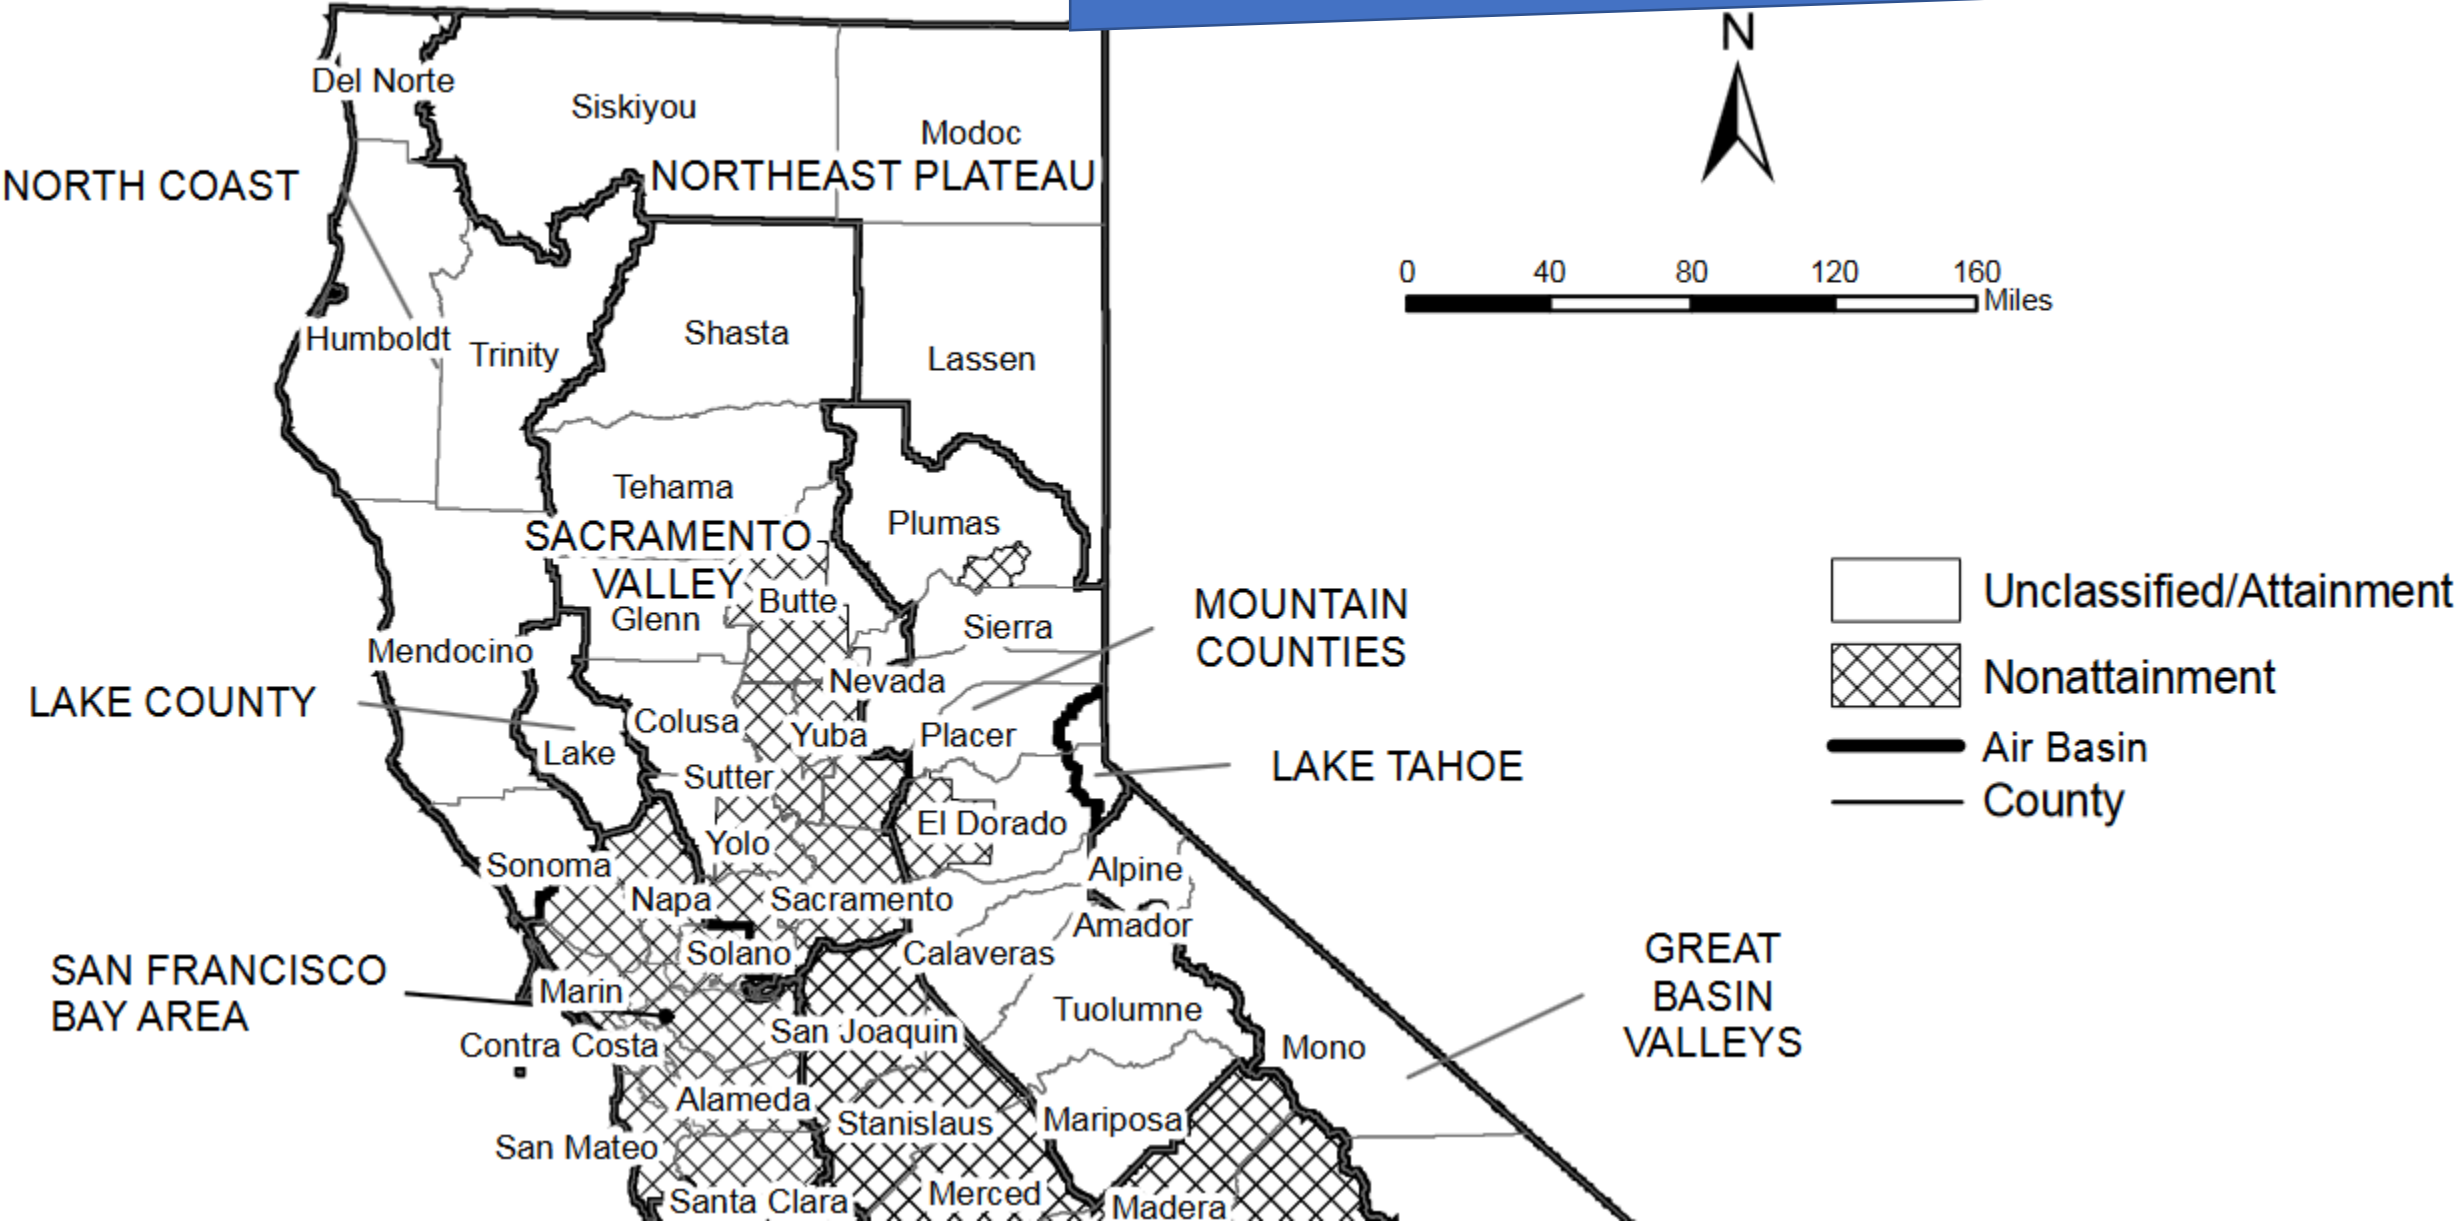 N
Del Norte
Siskiyou
Modoc
NORTH COAST
NORTHEAST PLATEAU
0 40 80 120 160
Miles
Humboldt
Trinity
Shasta
Lassen
Tehama
Plumas
SACRAMENTO
VALLEY
Butte
Glenn
Sierra
MOUNTAIN
COUNTIES
Unclassified/Attainment
Nonattainment
Air Basin
County
Mendocino
Nevada
LAKE COUNTY
Colusa
Yuba
Placer
Lake
Sutter
LAKE TAHOE
Yolo
El Dorado
Sonoma
Alpine
Napa
Sacramento
Amador
Solano
Calaveras
SAN FRANCISCO
BAY AREA
Marin
GREAT
BASIN
VALLEYS
Tuolumne
San Joaquin
Contra Costa
Mono
Alameda
Stanislaus
Mariposa
San Mateo
Santa Clara
Merced
Madera